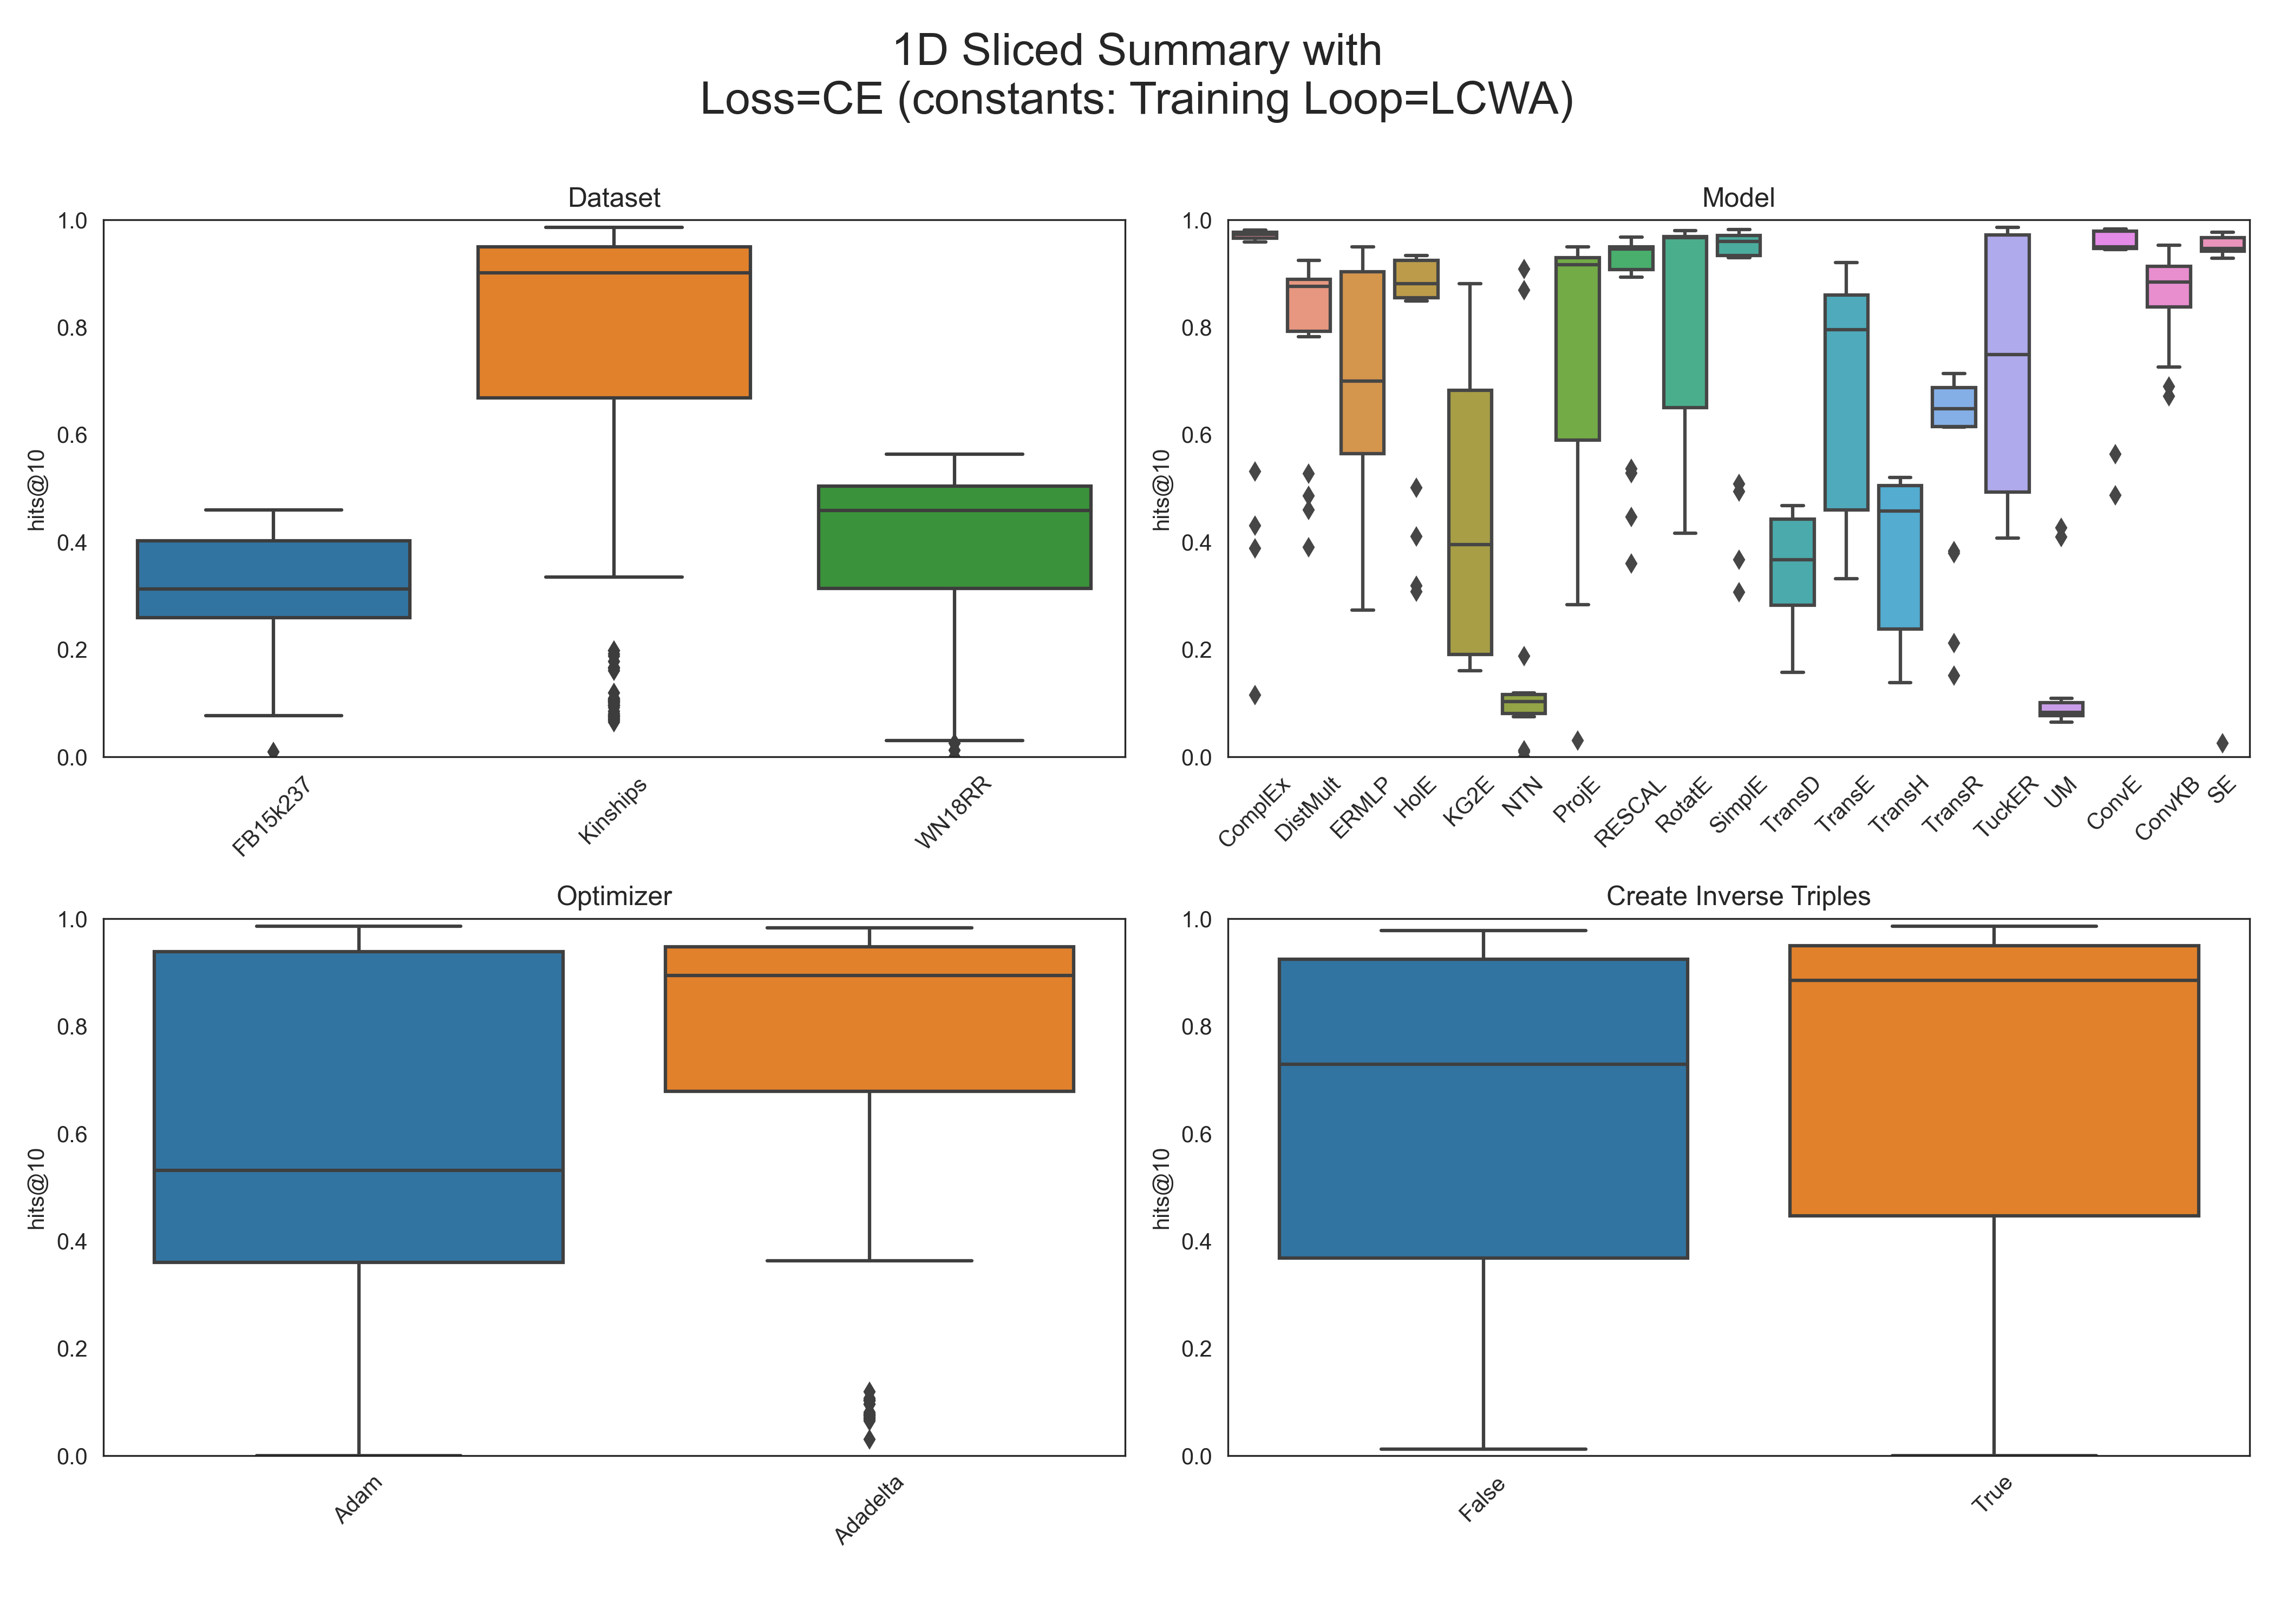 1D Sliced Summary with
Loss=CE (constants: Training Loop=LCWA)
Dataset
hits@10
1.0
0.8
0.6
0.4
0.2
0.0
FB15k237
Kinships
WN18RR
Model
hits@10
1.0
0.8
0.6
0.4
0.2
0.0
ComplEx
DistMult
ERMLP
HolE
KG2E
NTN
ProjE
RESCAL
RotatE
SimplE
TransD
TransE
TransH
TransR
TuckER
UM
ConvE
ConvKB
SE
Optimizer
hits@10
1.0
0.8
0.6
0.4
0.2
0.0
Adam
Adadelta
Create Inverse Triples
hits@10
1.0
0.8
0.6
0.4
0.2
0.0
False
True